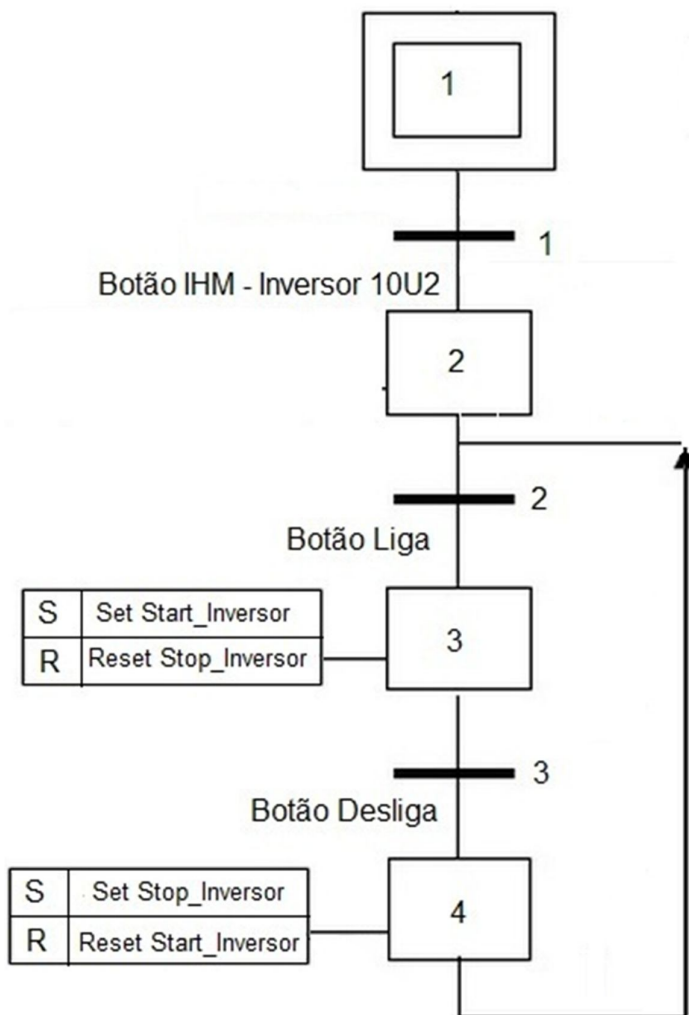 1
1
Botão IHM - Inversor 10U2
2
2
Botão Liga
S Set Start_Inversor
R Reset Stop_Inversor
3
3
Botão Desliga
S Set Stop_Inversor
R Reset Start_Inversor
4